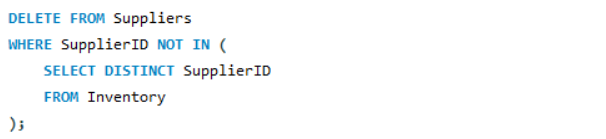 DELETE FROM Suppliers
WHERE SupplierID NOT IN (
    SELECT DISTINCT SupplierID
    FROM Inventory
);